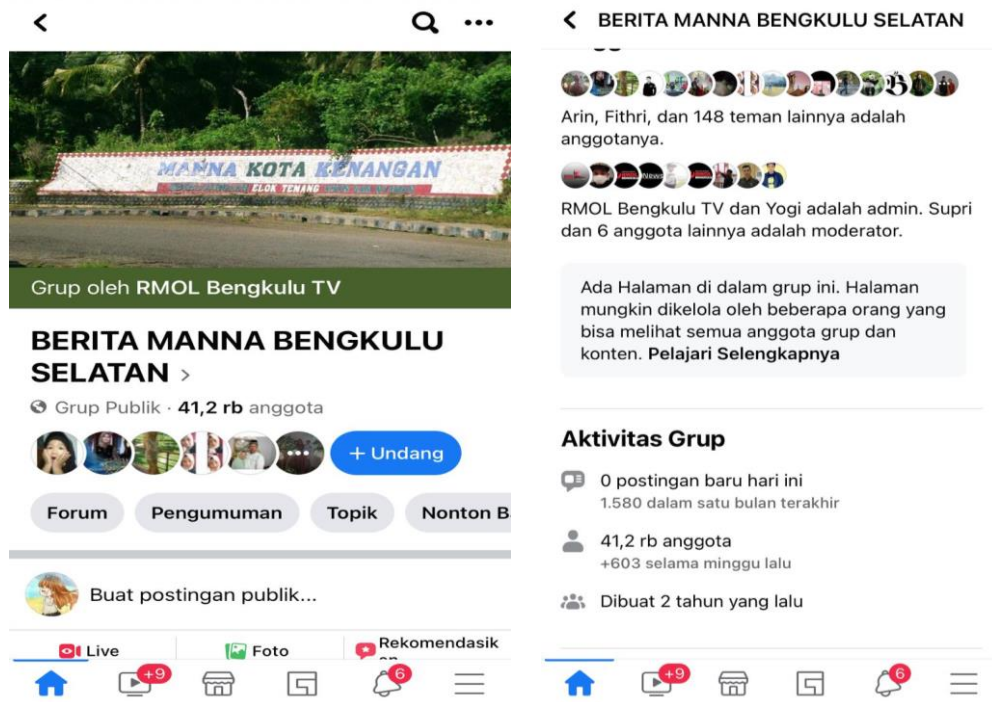 MANNA KOTA KENANGAN
ELOK TENANG
Grup oleh RMOL Bengkulu TV
BERITA MANNA BENGKULU
SELATAN >
Grup Publik · 41,2 rb anggota
+ Undang
Forum
Pengumuman
Topik
Nonton B
Buat postingan publik...
Live
Foto
Rekomendasik
+9
6
BERITA MANNA BENGKULU SELATAN
Arin, Fithri, dan 148 teman lainnya adalah
anggotanya.
News
RMOL Bengkulu TV dan Yogi adalah admin. Supri
dan 6 anggota lainnya adalah moderator.
Ada Halaman di dalam grup ini. Halaman
mungkin dikelola oleh beberapa orang yang
bisa melihat semua anggota grup dan
konten. Pelajari Selengkapnya
Aktivitas Grup
0 postingan baru hari ini
1.580 dalam satu bulan terakhir
41,2 rb anggota
+603 selama minggu lalu
Dibuat 2 tahun yang lalu
+9
6